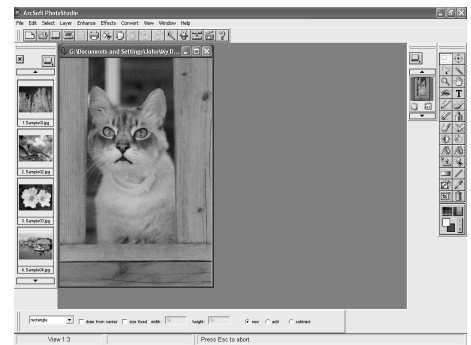 ArcSoft PhotoStudio
File Edit Select Layer Enhance Effects Convert View Window Help
G:\Documents and Settings\John\My D...
1.Sample01.jpg
2.Sample02.jpg
3.Sample03.jpg
4.Sample04.jpg
T
rectangle draw from center size fixed width: height: new add subtract
View 1:3 Press Esc to abort.